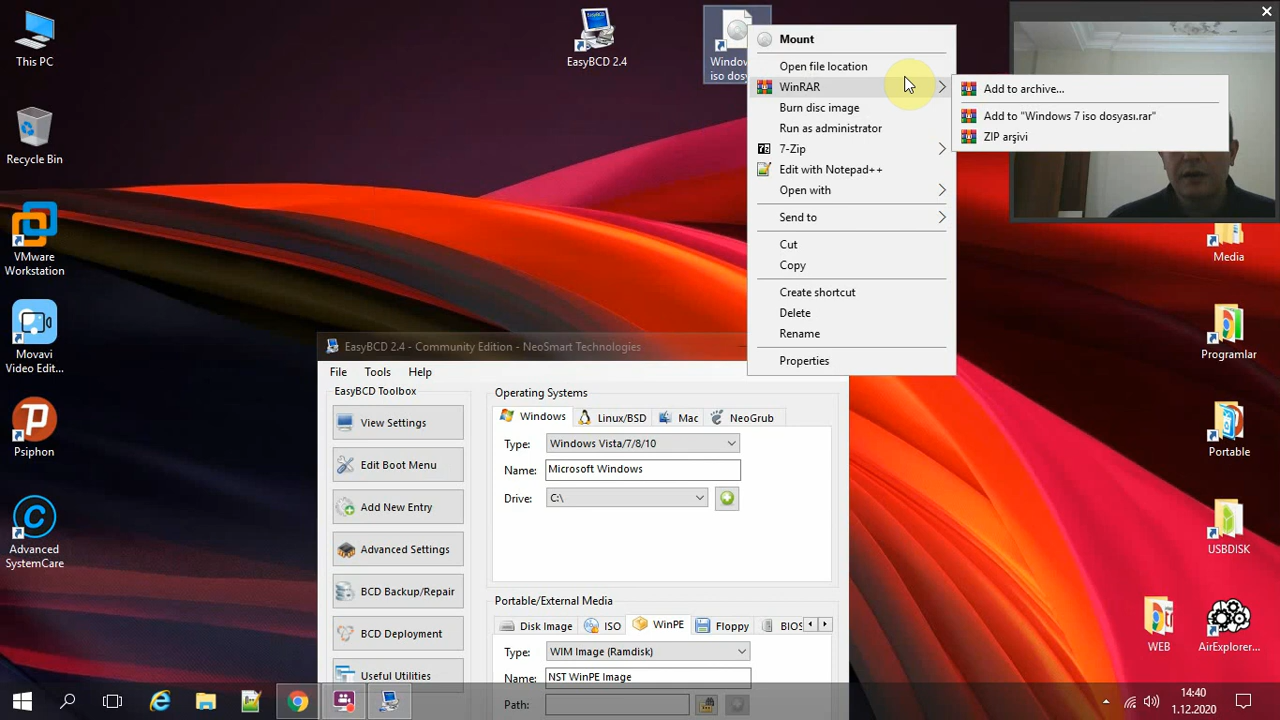 This PC
Recycle Bin
VMware
Workstation
Movavi
Video Edit...
Psiphon
Advanced
SystemCare
EasyBCD 2.4
Window
iso dosy
Mount
Open file location
WinRAR
Burn disc image
Run as administrator
7-Zip
Edit with Notepad++
Open with
Send to
Cut
Copy
Create shortcut
Delete
Rename
Properties
Add to archive...
Add to "Windows 7 iso dosyası.rar"
ZIP arşivi
Media
Programlar
Portable
USBDISK
WEB
AirExplorer...
EasyBCD 2.4 - Community Edition - NeoSmart Technologies
File Tools Help
EasyBCD Toolbox
View Settings
Edit Boot Menu
Add New Entry
Advanced Settings
BCD Backup/Repair
BCD Deployment
Useful Utilities
Operating Systems
Windows Linux/BSD Mac NeoGrub
Type: Windows Vista/7/8/10
Name: Microsoft Windows
Drive: C:\
Portable/External Media
Disk Image ISO WinPE Floppy BIOS
Type: WIM Image (Ramdisk)
Name: NST WinPE Image
Path:
14:40
1.12.2020